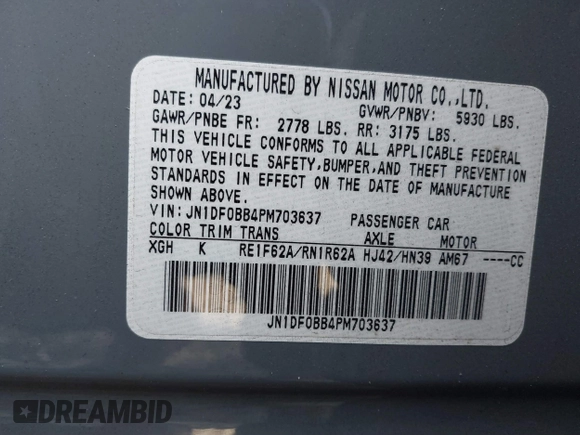 MANUFACTURED BY NISSAN MOTOR CO.,LTD.
DATE: 04/23 GVWR/PNBV: 5930 LBS.
GAWR/PNBE FR: 2778 LBS. RR: 3175 LBS.
THIS VEHICLE CONFORMS TO ALL APPLICABLE FEDERAL
MOTOR VEHICLE SAFETY,BUMPER,AND THEFT PREVENTION
STANDARDS IN EFFECT ON THE DATE OF MANUFACTURE
SHOWN ABOVE.
VIN:JN1DF0BB4PM703637 PASSENGER CAR
COLOR TRIM TRANS AXLE MOTOR
XGH K RE1F62A/RN1R62A HJ42/HN39 AM67 ----CC
JN1DF0BB4PM703637
DREAMBID